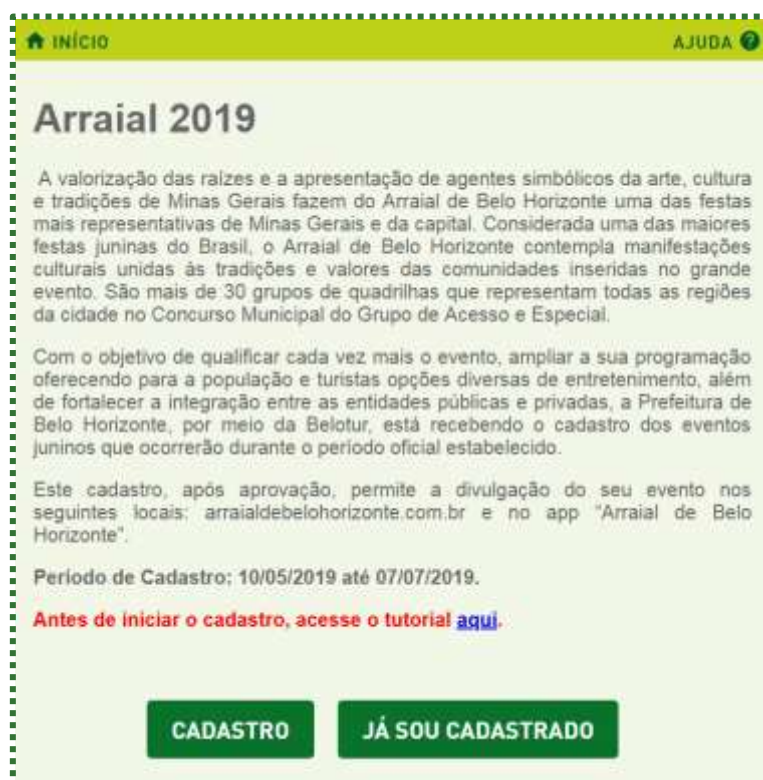 INÍCIO
AJUDA
Arraial 2019
A valorização das raízes e a apresentação de agentes simbólicos da arte, cultura
e tradições de Minas Gerais fazem do Arraial de Belo Horizonte uma das festas
mais representativas de Minas Gerais e da capital. Considerada uma das maiores
festas juninas do Brasil, o Arraial de Belo Horizonte contempla manifestações
culturais unidas às tradições e valores das comunidades inseridas no grande
evento. São mais de 30 grupos de quadrilhas que representam todas as regiões
da cidade no Concurso Municipal do Grupo de Acesso e Especial.
Com o objetivo de qualificar cada vez mais o evento, ampliar a sua programação
oferecendo para a população e turistas opções diversas de entretenimento, além
de fortalecer a integração entre as entidades públicas e privadas, a Prefeitura de
Belo Horizonte, por meio da Belotur, está recebendo o cadastro dos eventos
juninos que ocorrerão durante o período oficial estabelecido.
Este cadastro, após aprovação, permite a divulgação do seu evento nos
seguintes locais: arraialdebelohorizonte.com.br e no app "Arraial de Belo
Horizonte".
Período de Cadastro: 10/05/2019 até 07/07/2019.
Antes de iniciar o cadastro, acesse o tutorial aqui.
CADASTRO
JÁ SOU CADASTRADO